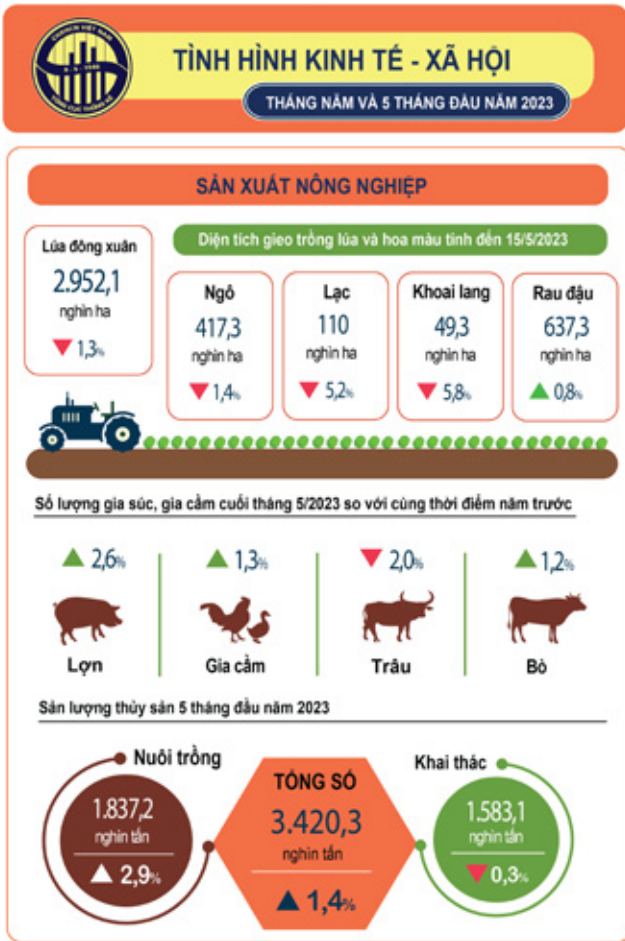 TÌNH HÌNH KINH TẾ - XÃ HỘI
THÁNG NĂM VÀ 5 THÁNG ĐẦU NĂM 2023
SẢN XUẤT NÔNG NGHIỆP
Lúa đông xuân
2.952,1
nghìn ha
▼ 1,3%
Diện tích gieo trồng lúa và hoa màu tính đến 15/5/2023
Ngô
417,3
nghìn ha
▼ 1,4%
Lạc
110
nghìn ha
▼ 5,2%
Khoai lang
49,3
nghìn ha
▼ 5,8%
Rau đậu
637,3
nghìn ha
▲ 0,8%
Số lượng gia súc, gia cầm cuối tháng 5/2023 so với cùng thời điểm năm trước
▲ 2,6%
Lợn
▲ 1,3%
Gia cầm
▼ 2,0%
Trâu
▲ 1,2%
Bò
Sản lượng thủy sản 5 tháng đầu năm 2023
Nuôi trồng
1.837,2
nghìn tấn
▲ 2,9%
TỔNG SỐ
3.420,3
nghìn tấn
▲ 1,4%
Khai thác
1.583,1
nghìn tấn
▼ 0,3%